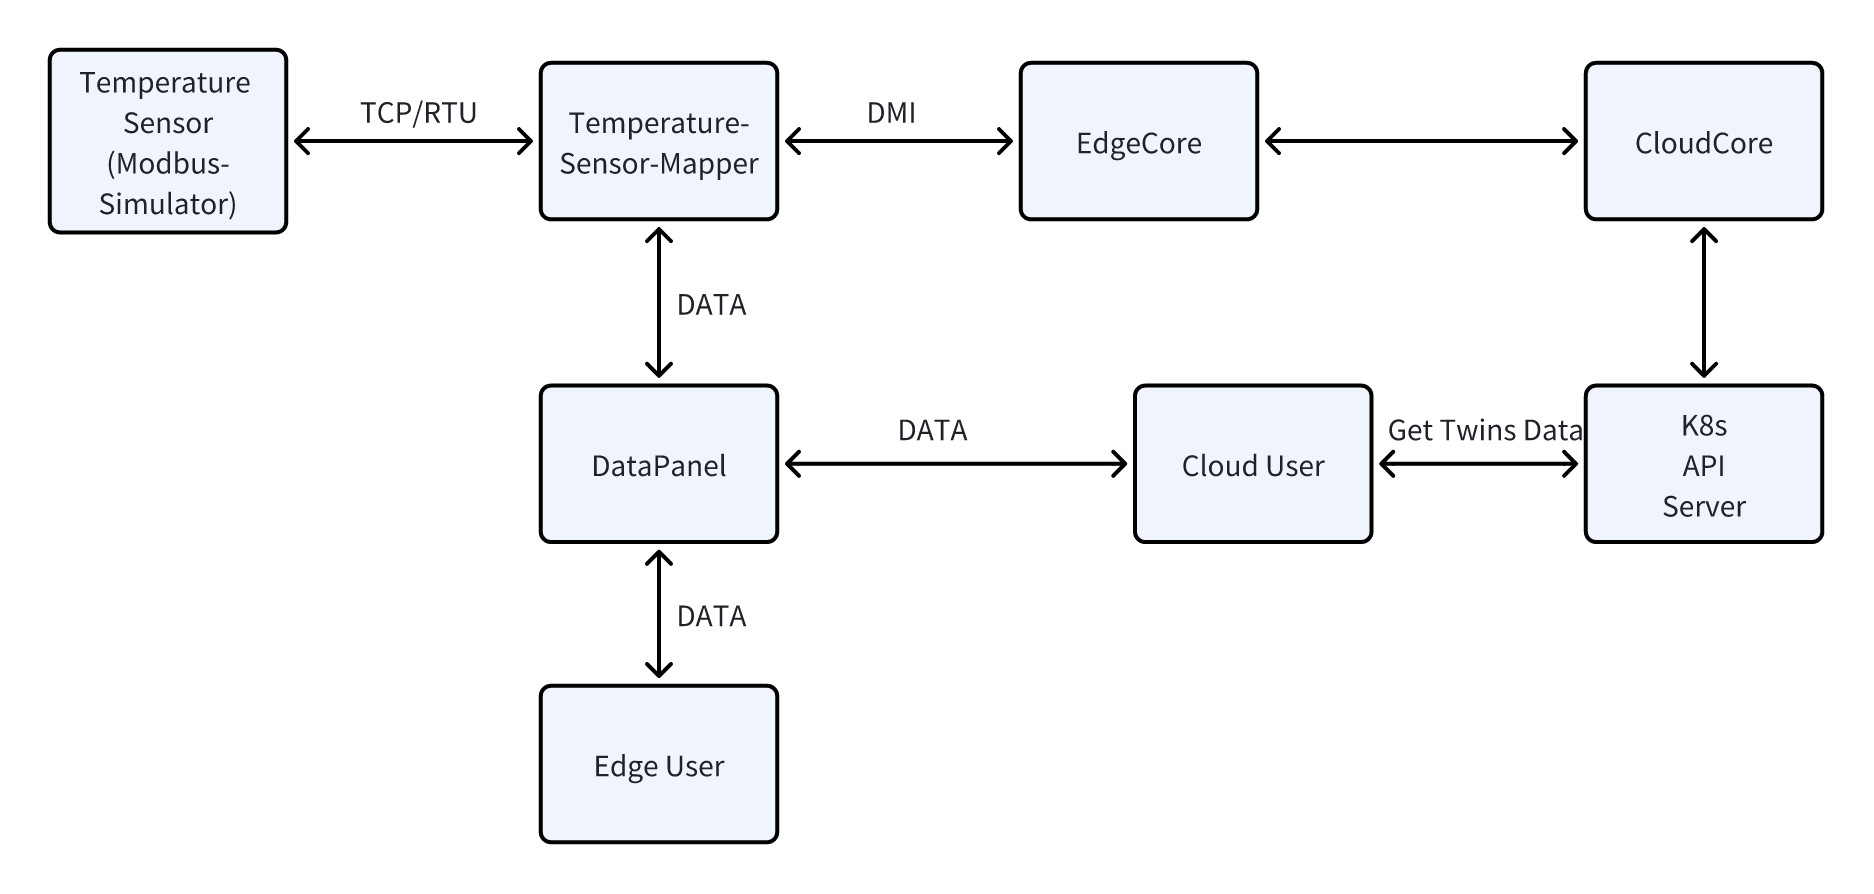 Temperature
Sensor
(Modbus-
Simulator)
TCP/RTU
Temperature-
Sensor-Mapper
DMI
EdgeCore
CloudCore
DATA
DataPanel
DATA
Cloud User
Get Twins Data
K8s
API
Server
DATA
Edge User